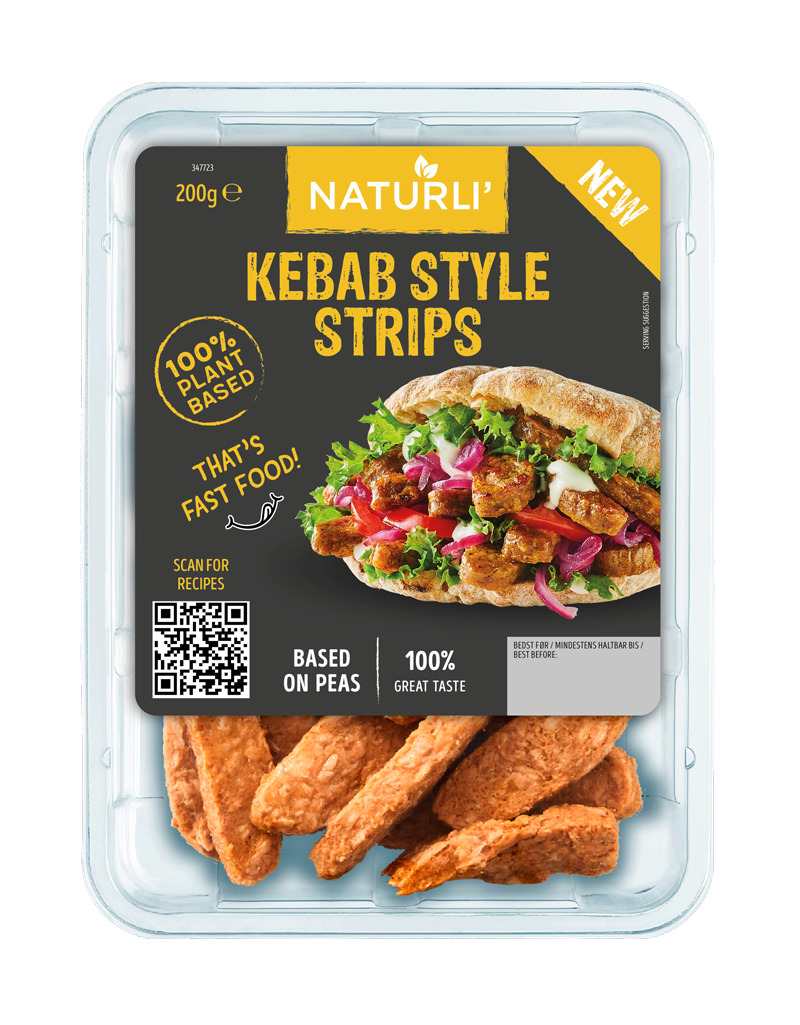 347723
200g ℮
NATURLI'
NEW
KEBAB STYLE
STRIPS
SERVING SUGGESTION
100%
PLANT
BASED
THAT'S
FAST FOOD!
SCAN FOR
RECIPES
BASED
ON PEAS
100%
GREAT TASTE
BEDST FØR / MINDESTENS HALTBAR BIS /
BEST BEFORE: